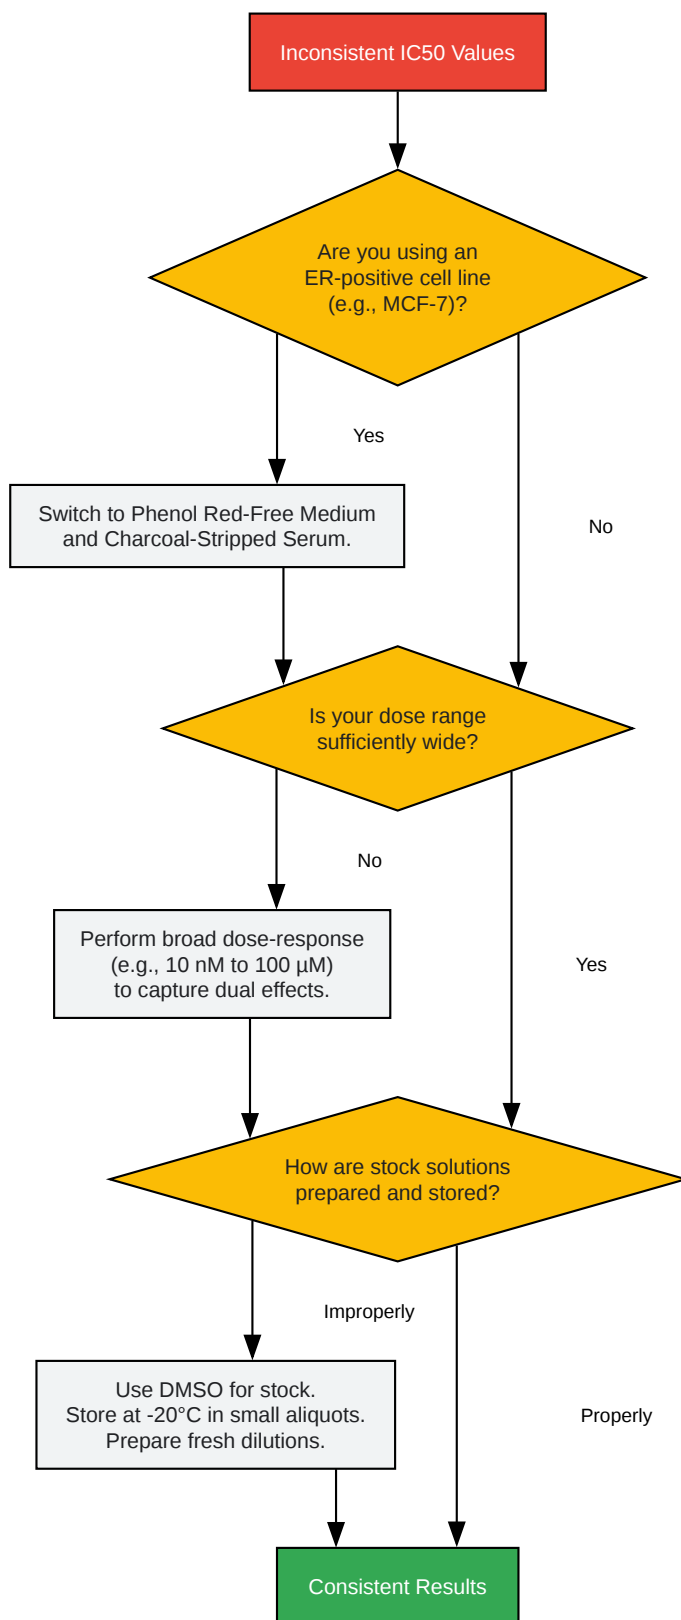 Inconsistent IC50 Values
Are you using an
ER-positive cell line
(e.g., MCF-7)?
Yes
Switch to Phenol Red-Free Medium
and Charcoal-Stripped Serum.
No
Is your dose range
sufficiently wide?
No
Perform broad dose-response
(e.g., 10 nM to 100 µM)
to capture dual effects.
Yes
How are stock solutions
prepared and stored?
Improperly
Use DMSO for stock.
Store at -20°C in small aliquots.
Prepare fresh dilutions.
Properly
Consistent Results